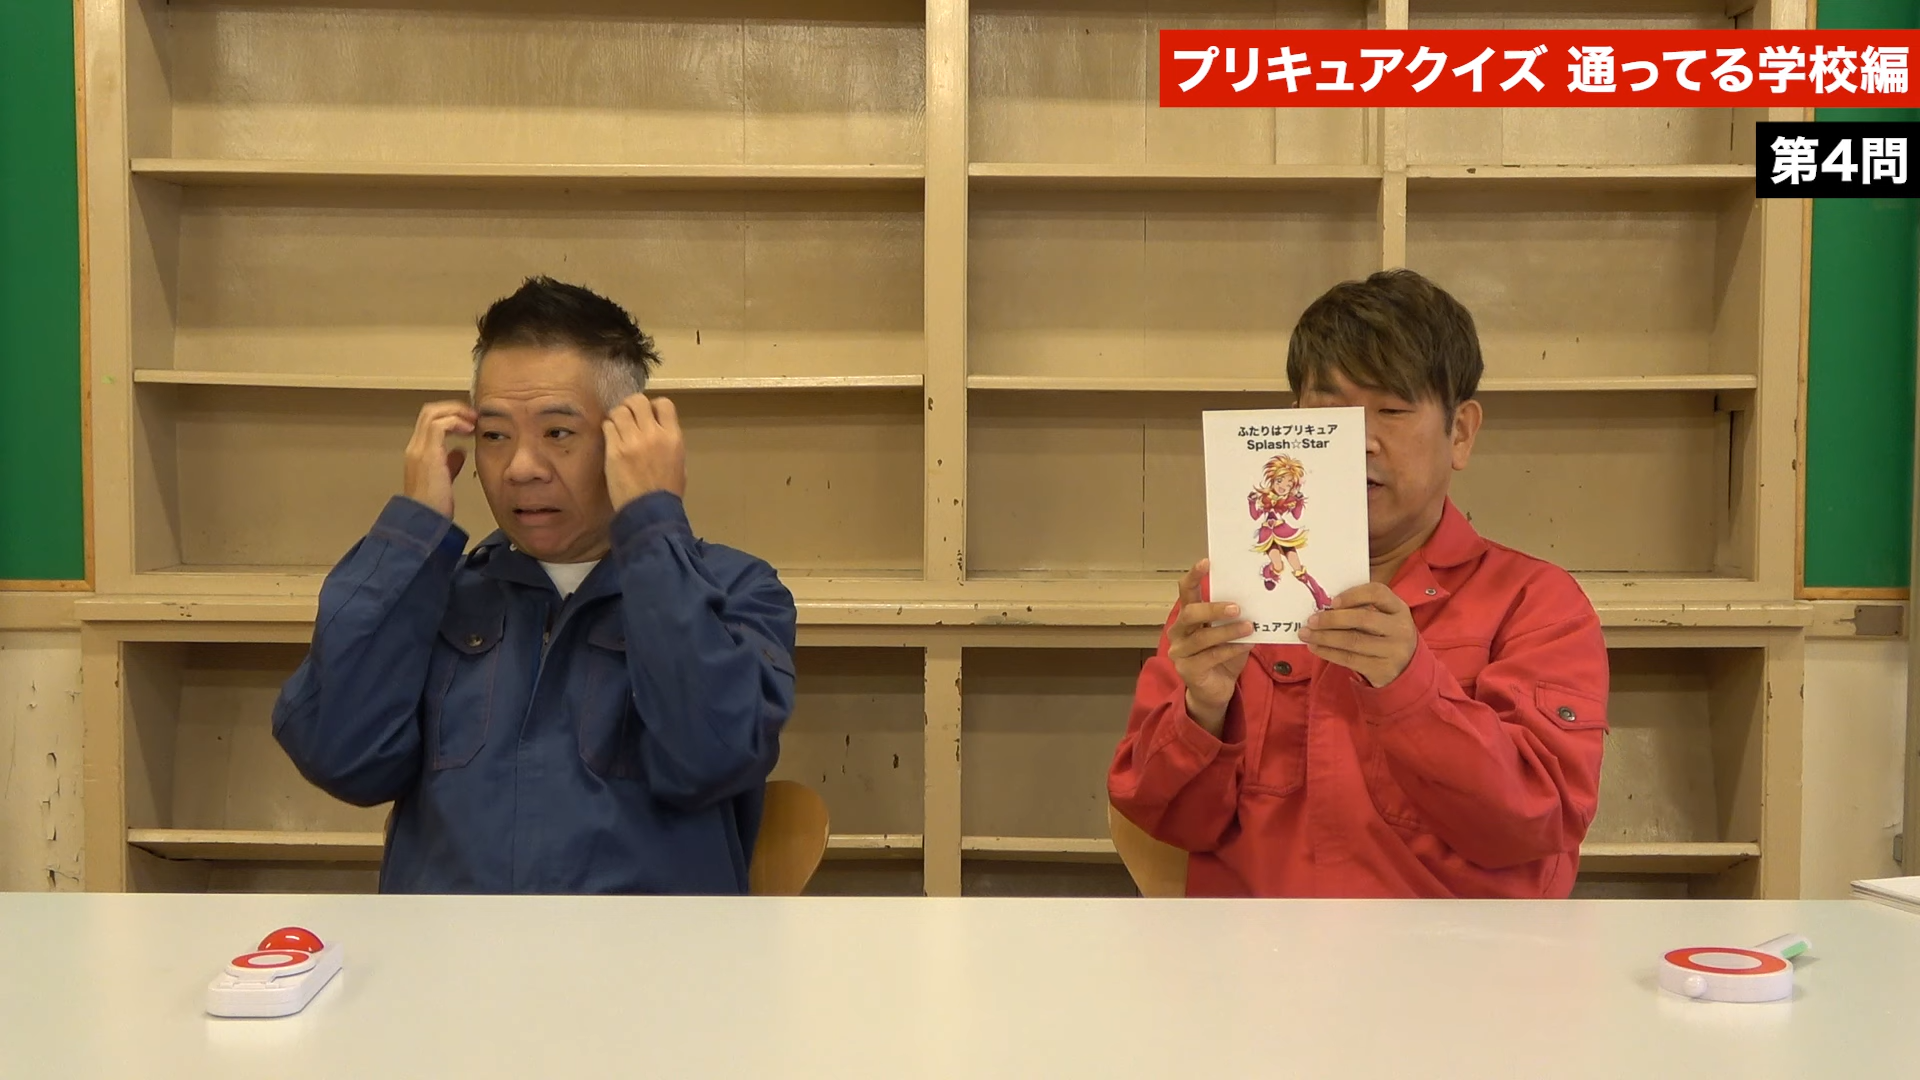 プリキュアクイズ 通ってる学校編
第4問
ふたりはプリキュア
Splash☆Star
キュアブル